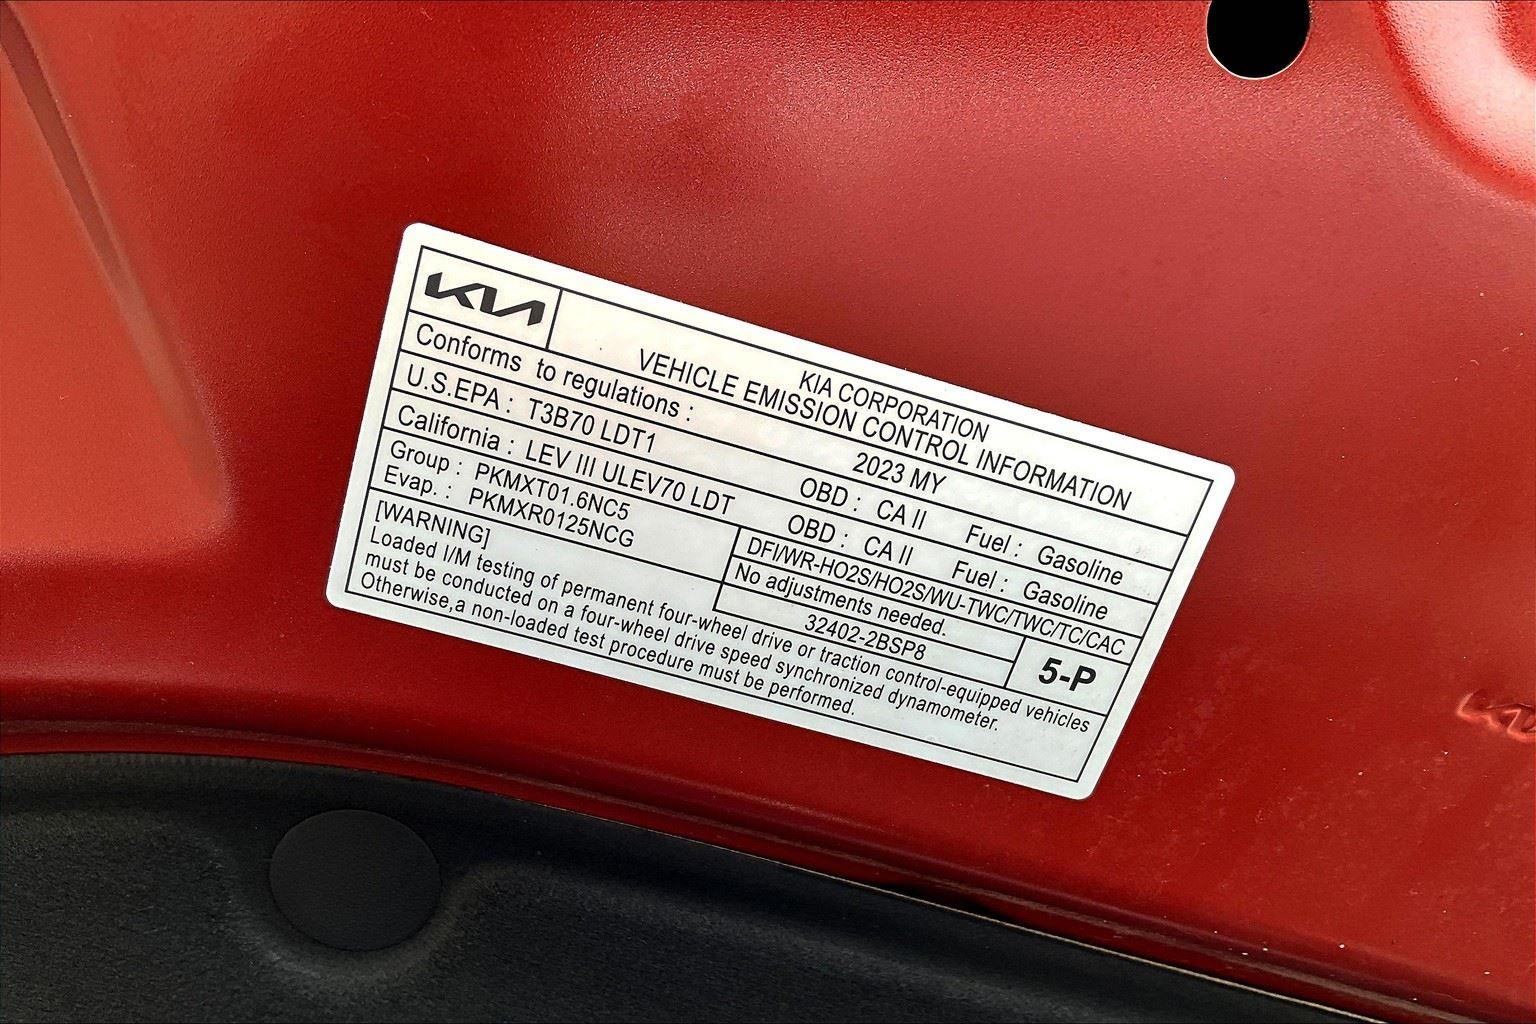 KIA
KIA CORPORATION
VEHICLE EMISSION CONTROL INFORMATION
Conforms to regulations : 2023 MY
U.S.EPA : T3B70 LDT1 OBD : CA II Fuel : Gasoline
California : LEV III ULEV70 LDT OBD : CA II Fuel : Gasoline
Group : PKMXT01.6NC5 DFI/WR-HO2S/HO2S/WU-TWC/TWC/TC/CAC
Evap. : PKMXR0125NCG No adjustments needed.
32402-2BSP8 5-P
[WARNING]
Loaded I/M testing of permanent four-wheel drive or traction control-equipped vehicles
must be conducted on a four-wheel drive speed synchronized dynamometer.
Otherwise,a non-loaded test procedure must be performed.
KIA